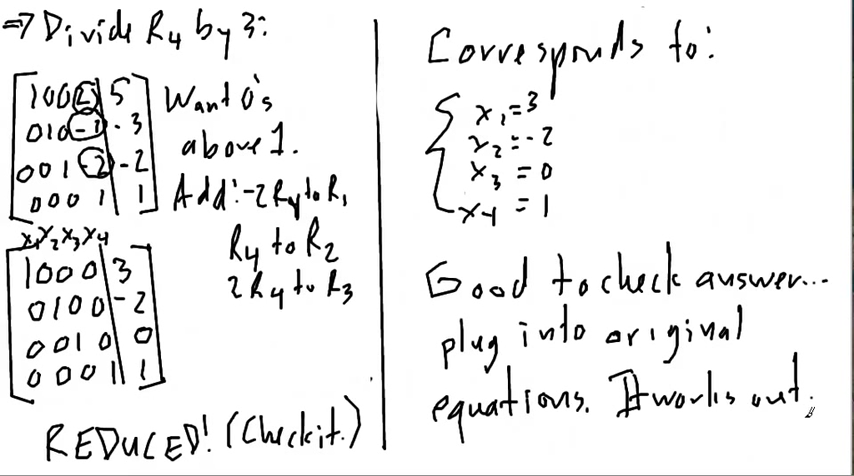 ⇒ Divide R4 by 3:
1 0 0 2 | 5
0 1 0 -1 | -3
0 0 1 -2 | -2
0 0 0 1 | 1
Want 0's
above 1.
Add: -2R4 to R1
R4 to R2
2R4 to R3
x1 x2 x3 x4
1 0 0 0 | 3
0 1 0 0 | -2
0 0 1 0 | 0
0 0 0 1 | 1
REDUCED! (Check it.)
Corresponds to:
x1 = 3
x2 = -2
x3 = 0
x4 = 1
Good to check answer...
plug into original
equations. It works out.